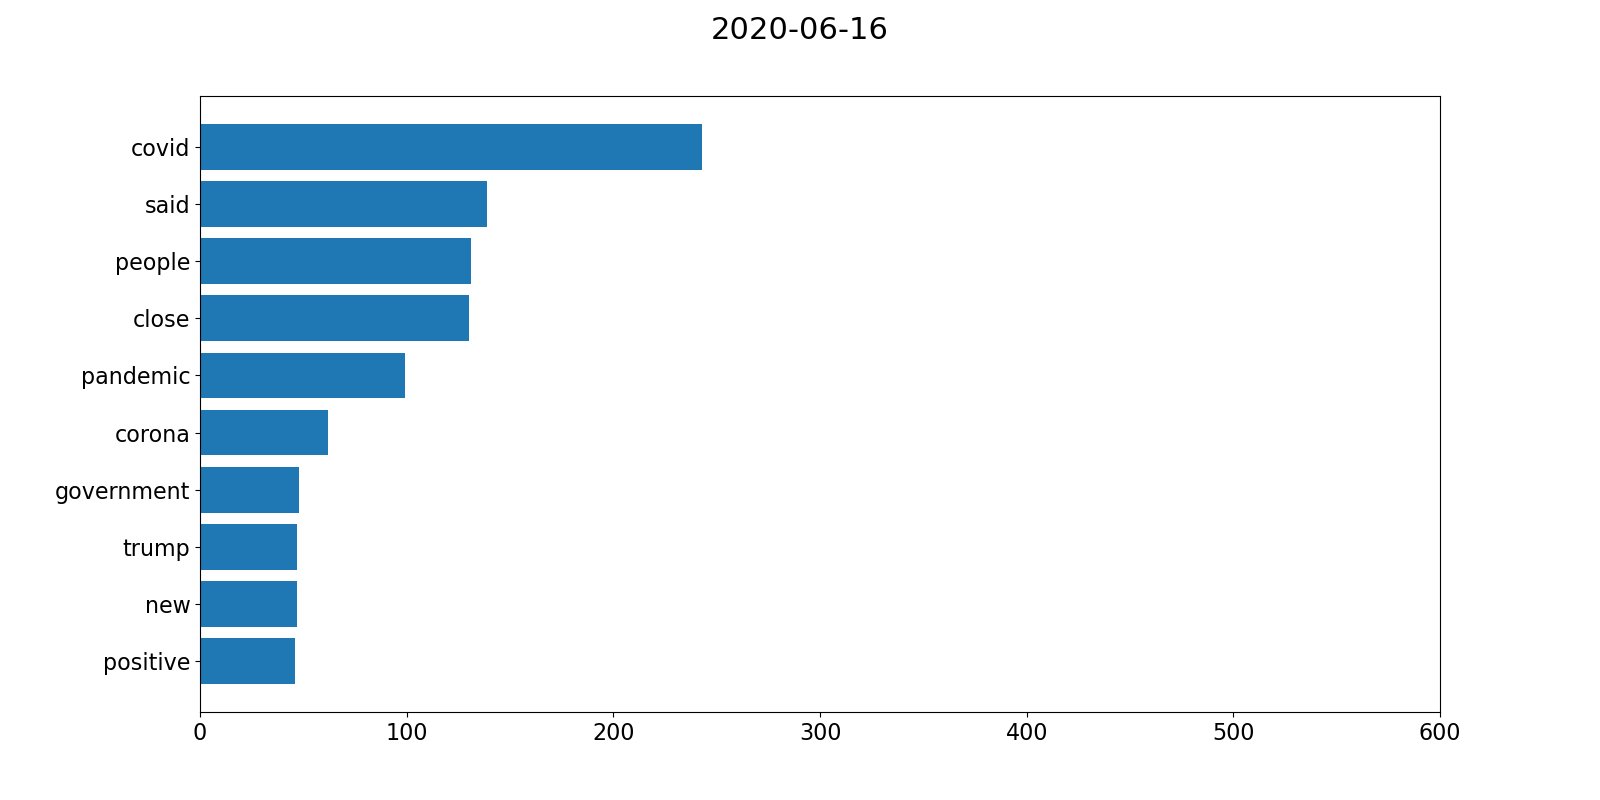 2020-06-16
covid
said
people
close
pandemic
corona
government
trump
new
positive
0 100 200 300 400 500 600